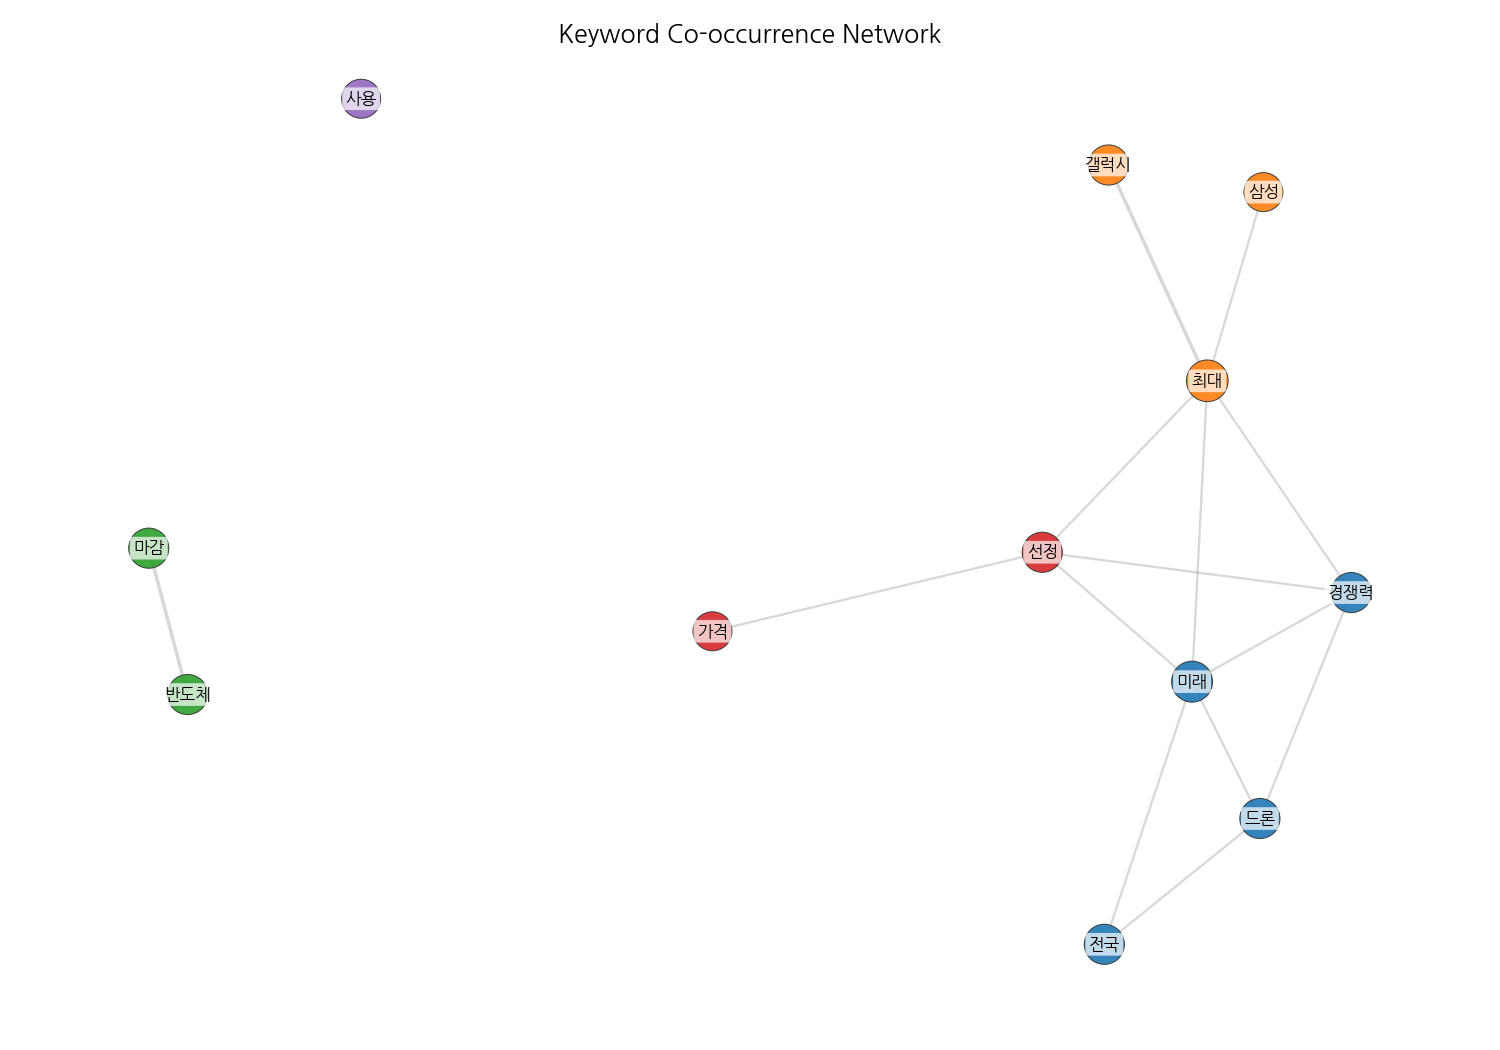 Keyword Co-occurrence Network
사용
갤럭시
삼성
최대
마감
선정
경쟁력
가격
미래
반도체
드론
전국